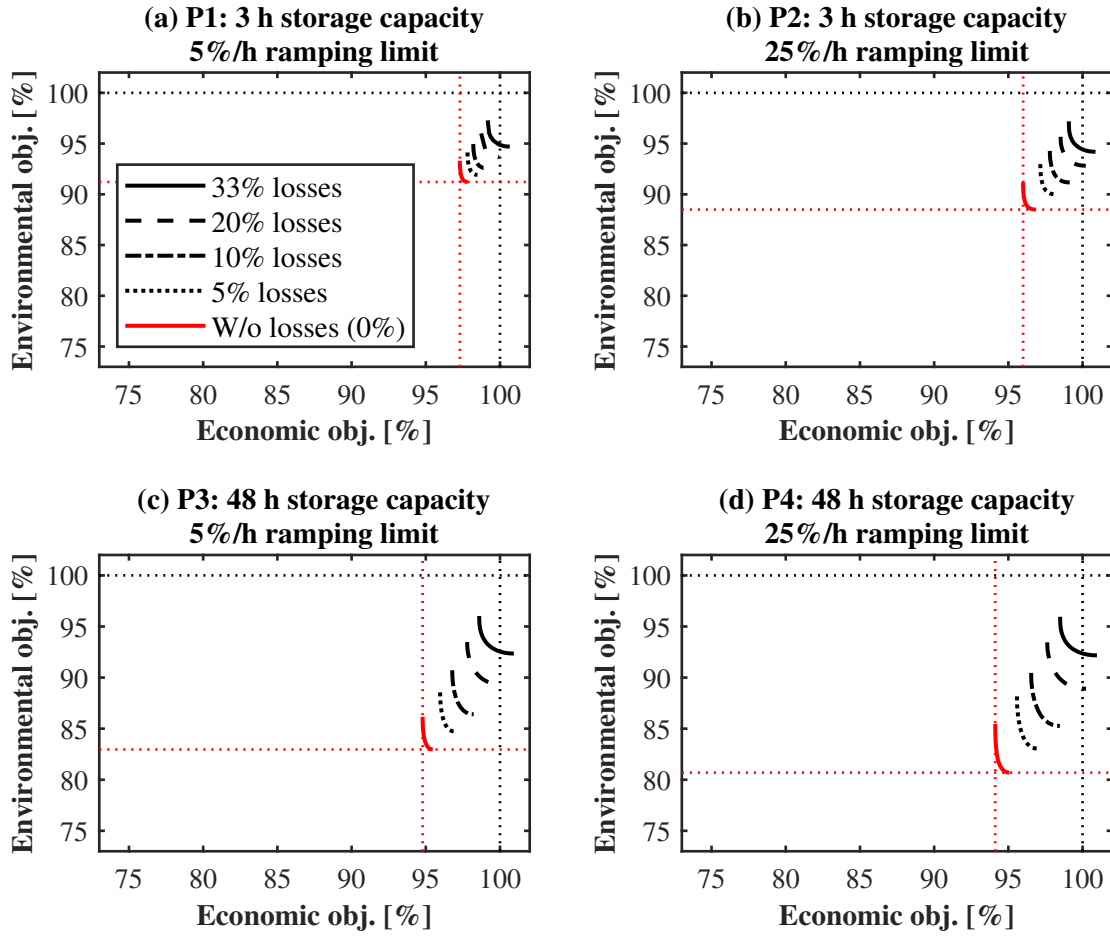 (a) P1: 3 h storage capacity
5%/h ramping limit
100
95
90
85
80
75
Environmental obj. [%]
33% losses
20% losses
10% losses
5% losses
W/o losses (0%)
75 80 85 90 95 100
Economic obj. [%]
(b) P2: 3 h storage capacity
25%/h ramping limit
100
95
90
85
80
75
Environmental obj. [%]
75 80 85 90 95 100
Economic obj. [%]
(c) P3: 48 h storage capacity
5%/h ramping limit
100
95
90
85
80
75
Environmental obj. [%]
75 80 85 90 95 100
Economic obj. [%]
(d) P4: 48 h storage capacity
25%/h ramping limit
100
95
90
85
80
75
Environmental obj. [%]
75 80 85 90 95 100
Economic obj. [%]